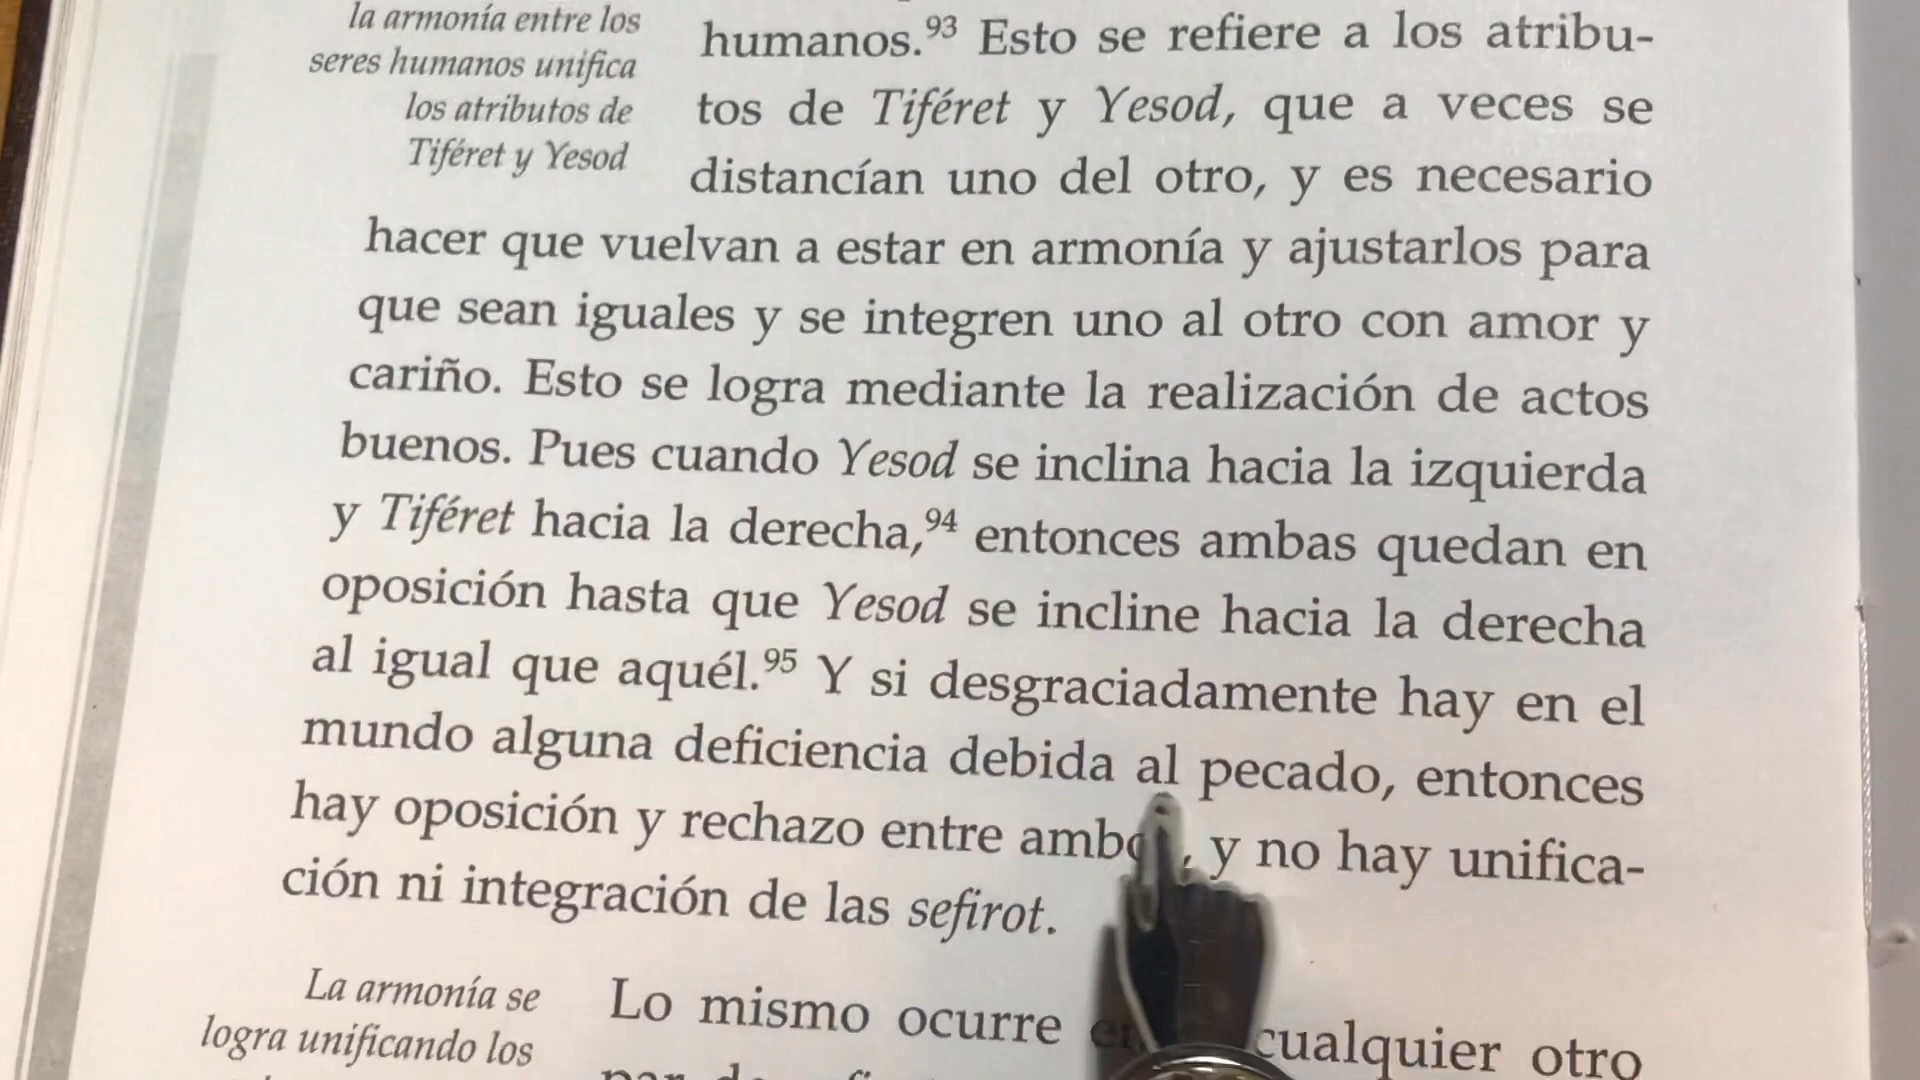 la armonía entre los
seres humanos unifica
los atributos de
Tiféret y Yesod
humanos.93 Esto se refiere a los atribu-
tos de Tiféret y Yesod, que a veces se
distancían uno del otro, y es necesario
hacer que vuelvan a estar en armonía y ajustarlos para
que sean iguales y se integren uno al otro con amor y
cariño. Esto se logra mediante la realización de actos
buenos. Pues cuando Yesod se inclina hacia la izquierda
y Tiféret hacia la derecha,94 entonces ambas quedan en
oposición hasta que Yesod se incline hacia la derecha
al igual que aquél.95 Y si desgraciadamente hay en el
mundo alguna deficiencia debida al pecado, entonces
hay oposición y rechazo entre , y no hay unifica-
ción ni integración de las sefirot.
La armonía se
logra unificando los
Lo mismo ocurre cualquier otro